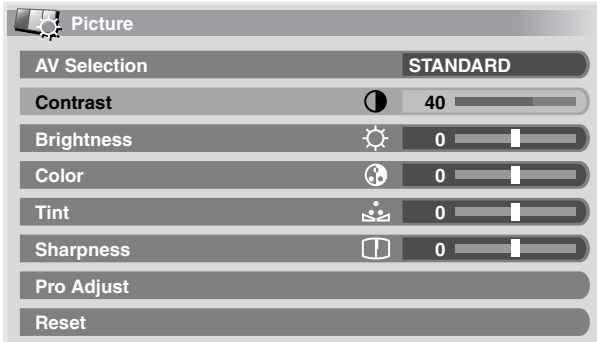 Picture
AV Selection STANDARD
Contrast 40
Brightness 0
Color 0
Tint 0
Sharpness 0
Pro Adjust
Reset